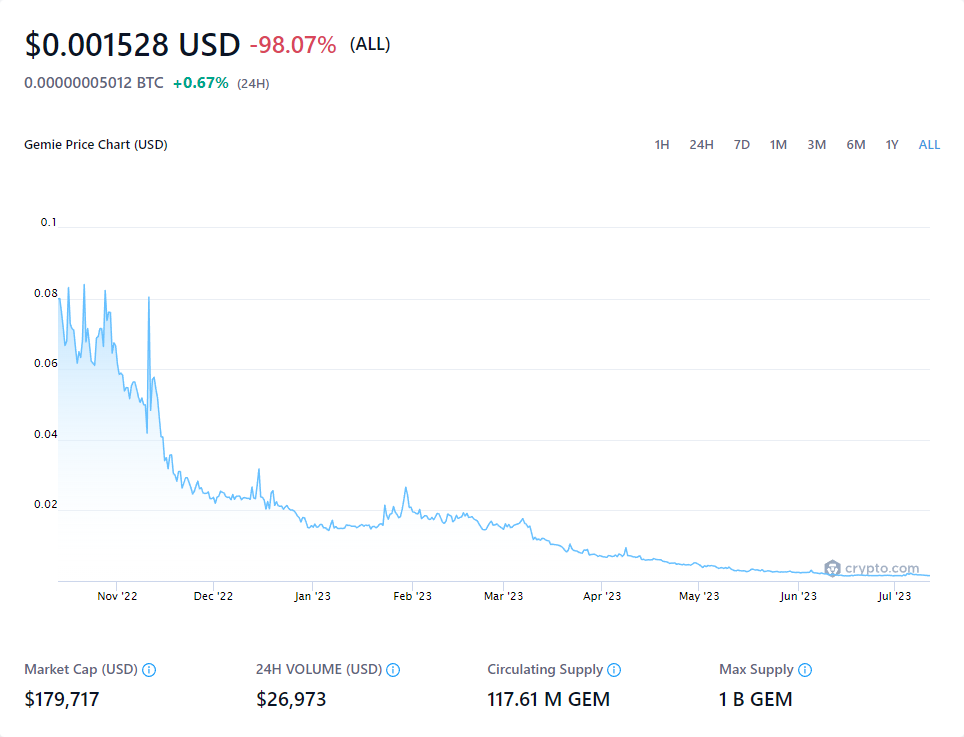 $0.001528 USD -98.07% (ALL)
0.00000005012 BTC +0.67% (24H)
Gemie Price Chart (USD) 1H 24H 7D 1M 3M 6M 1Y ALL
0.1
0.08
0.06
0.04
0.02
crypto.com
Nov '22 Dec '22 Jan '23 Feb '23 Mar '23 Apr '23 May '23 Jun '23 Jul '23
Market Cap (USD) 24H VOLUME (USD) Circulating Supply Max Supply
$179,717 $26,973 117.61 M GEM 1 B GEM